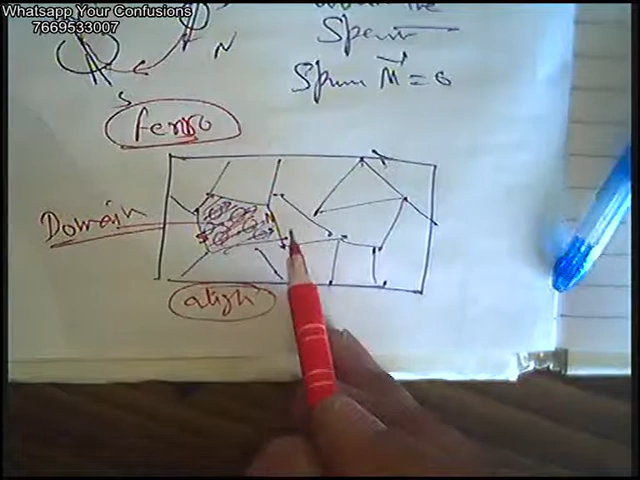 Whatsapp Your Confusions
7669533007
N
S
Spin
Spin M = 0
ferro
Domain
align